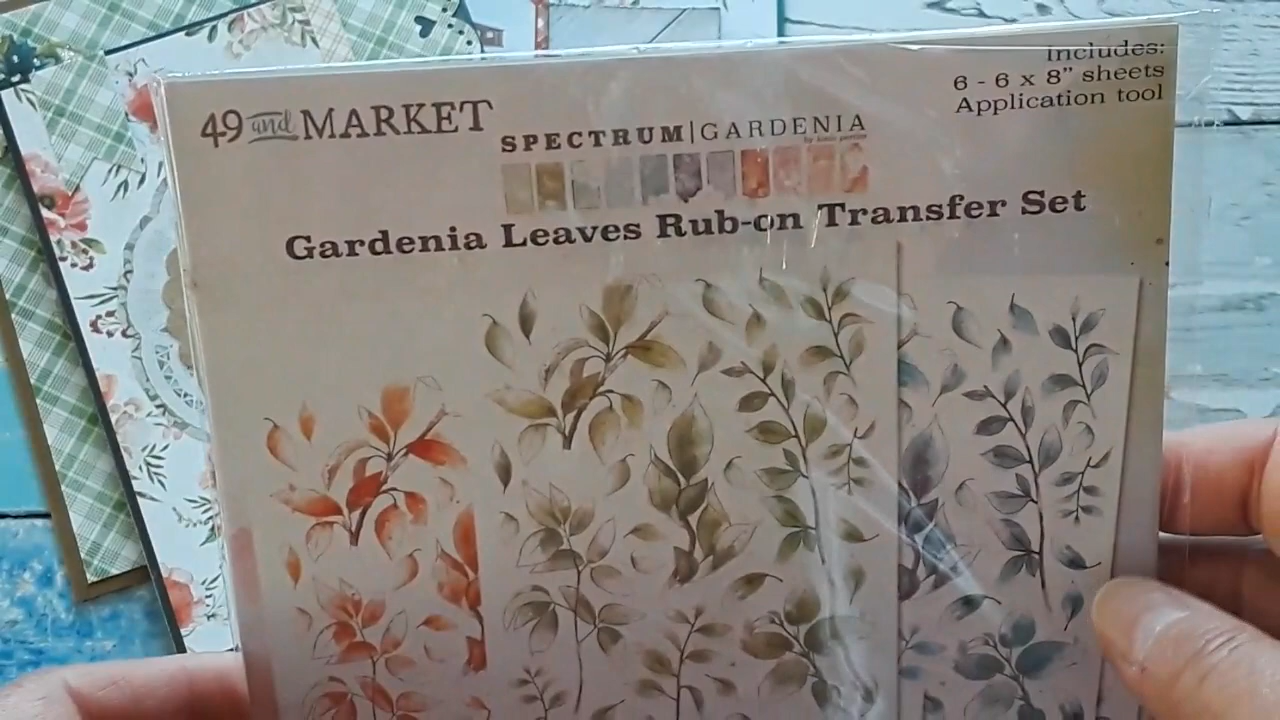 49 and MARKET
SPECTRUM|GARDENIA
Gardenia Leaves Rub-on Transfer Set
includes:
6 - 6 x 8" sheets
Application tool